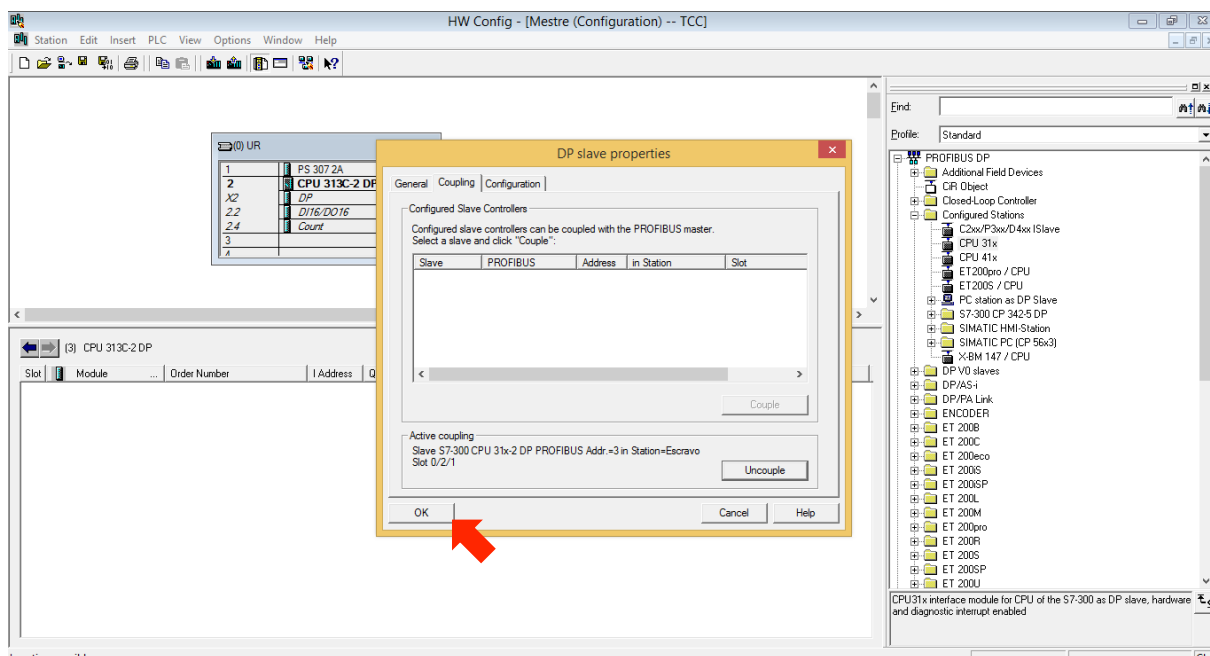 HW Config - [Mestre (Configuration) -- TCC]
Station Edit Insert PLC View Options Window Help
(0) UR
1 PS 307 2A
2 CPU 313C-2 DP
X2 DP
2.2 DI16/DO16
2.4 Count
3
4
(3) CPU 313C-2 DP
Slot Module ... Order Number I Address Q
DP slave properties
General Coupling Configuration
Configured Slave Controllers
Configured slave controllers can be coupled with the PROFIBUS master.
Select a slave and click "Couple":
Slave PROFIBUS Address in Station Slot
Couple
Active coupling
Slave S7-300 CPU 31x-2 DP PROFIBUS Addr.=3 in Station=Escravo
Slot 0/2/1
Uncouple
OK Cancel Help
Find:
Profile: Standard
PROFIBUS DP
Additional Field Devices
CiR Object
Closed-Loop Controller
Configured Stations
C2xx/P3xx/D4xx ISlave
CPU 31x
CPU 41x
ET200pro / CPU
ET200S / CPU
PC station as DP Slave
S7-300 CP 342-5 DP
SIMATIC HMI-Station
SIMATIC PC (CP 56x3)
X-BM 147 / CPU
DP V0 slaves
DP/AS-i
DP/PA Link
ENCODER
ET 200B
ET 200C
ET 200eco
ET 200iS
ET 200iSP
ET 200L
ET 200M
ET 200pro
ET 200R
ET 200S
ET 200SP
ET 200U
CPU31x interface module for CPU of the S7-300 as DP slave, hardware
and diagnostic interrupt enabled